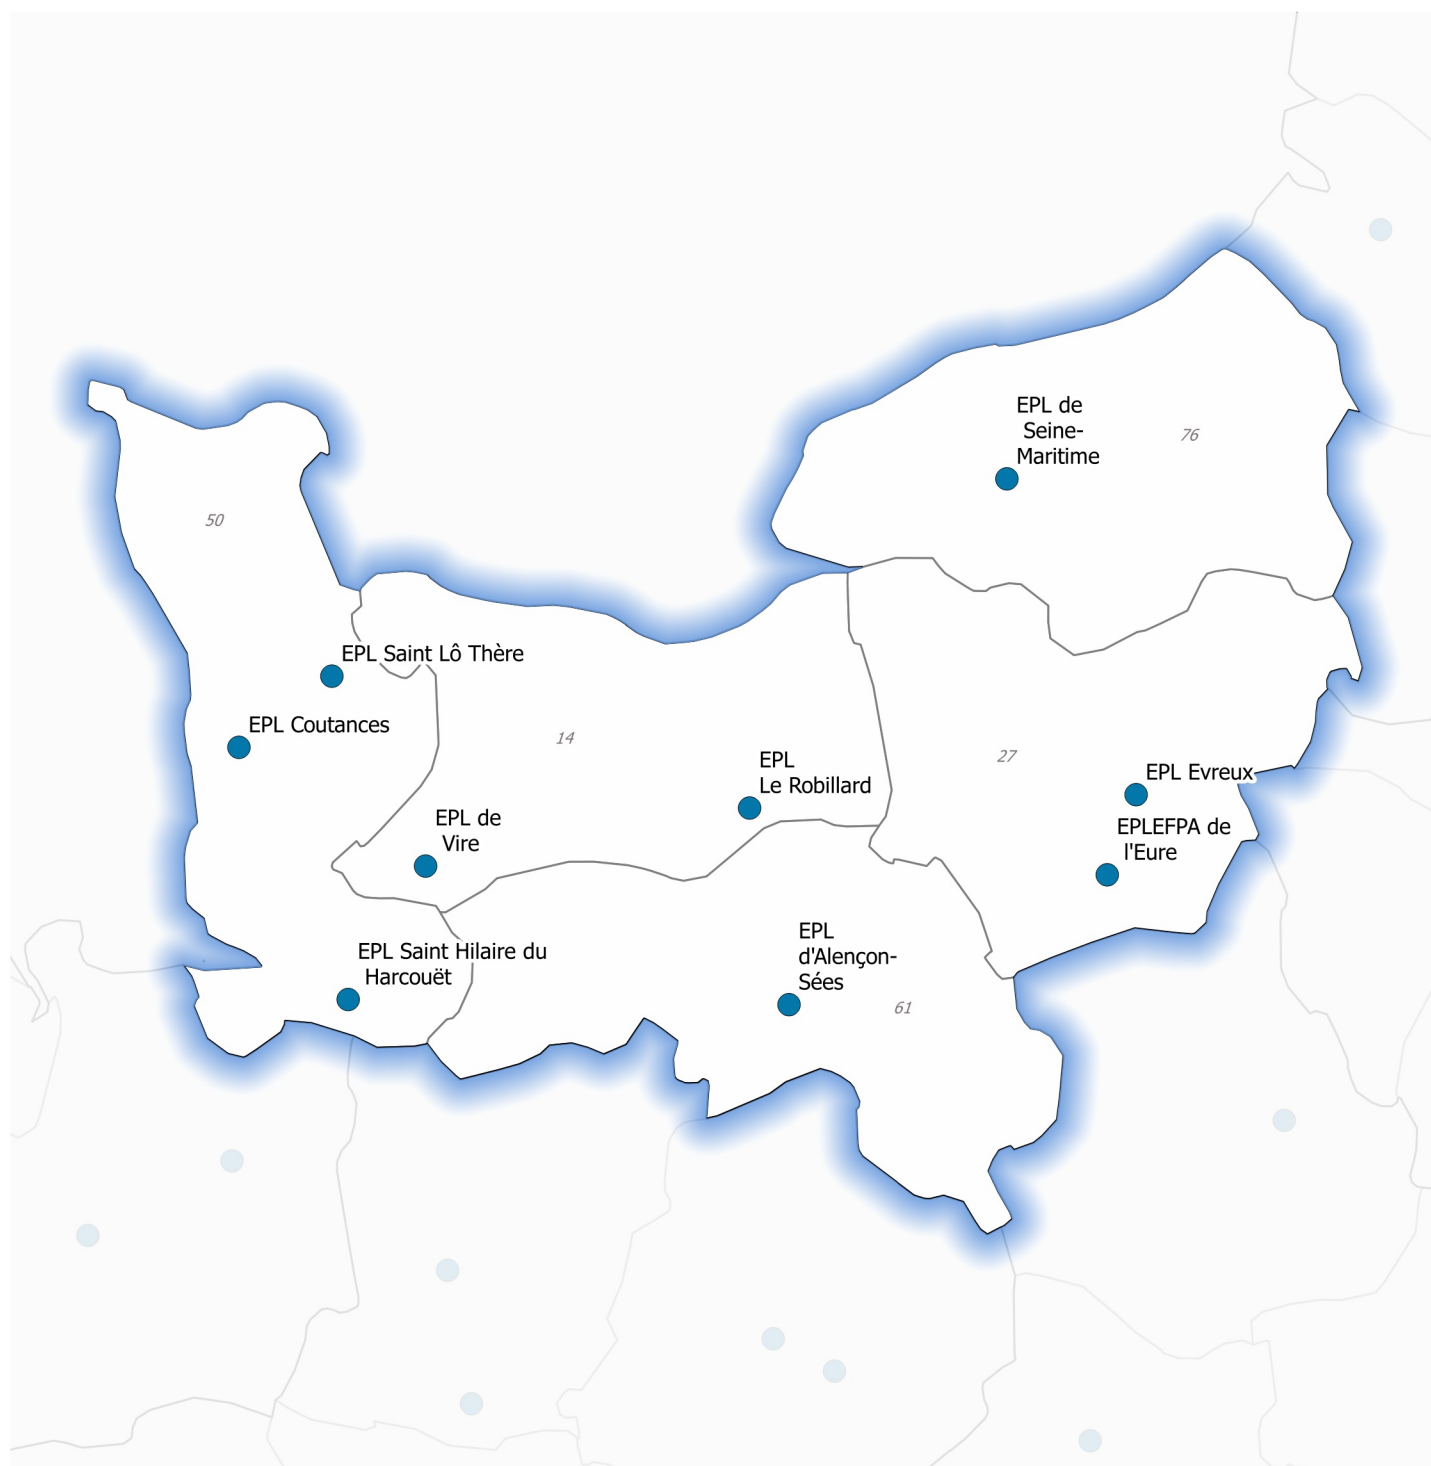 EPL de
Seine-
Maritime
76
50
EPL Saint Lô Thère
EPL Coutances
14
27
EPL
Le Robillard
EPL Evreux
EPL de
Vire
EPLEFPA de
l'Eure
EPL Saint Hilaire du
Harcouët
EPL
d'Alençon-
Sées
61